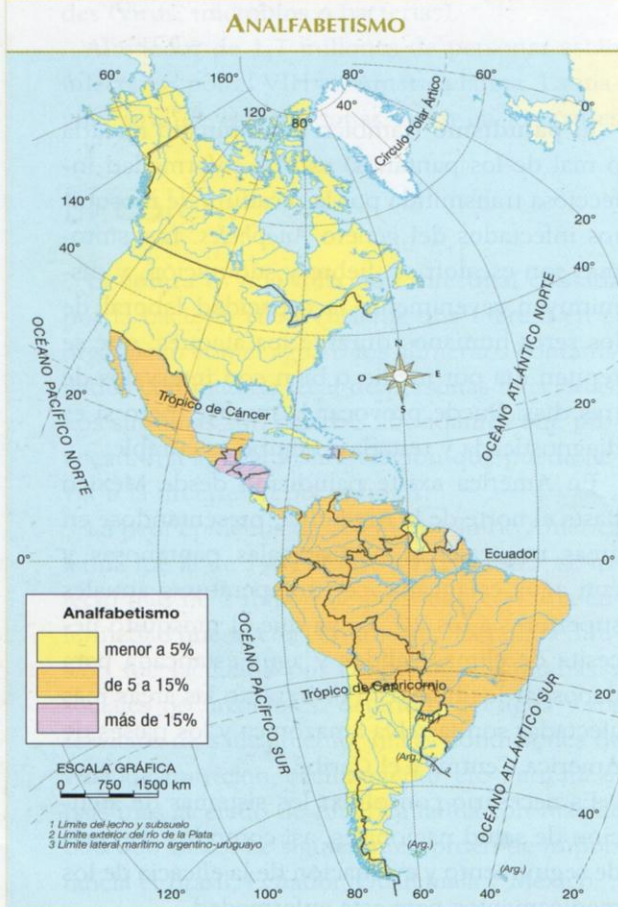 ANALFABETISMO
60°
160°
80°
60°
120°
80
40°
0°
Círculo Polar Ártico
140°
20°
40°
40°
OCÉANO PACÍFICO NORTE
OCÉANO ATLÁNTICO NORTE
N
O
E
S
20°
Trópico de Cáncer
20°
0°
Ecuador
0°
Analfabetismo
menor a 5%
de 5 a 15%
más de 15%
OCÉANO PACÍFICO SUR
Trópico de Capricornio
20°
(Arg.)
OCÉANO ATLÁNTICO SUR
ESCALA GRÁFICA
0 750 1500 km
40°
1 Límite del lecho y subsuelo
2 Límite exterior del río de la Plata
3 Límite lateral marítimo argentino-uruguayo
(Arg.)
(Arg.)
120°
100°
80°
60°
40°
20°